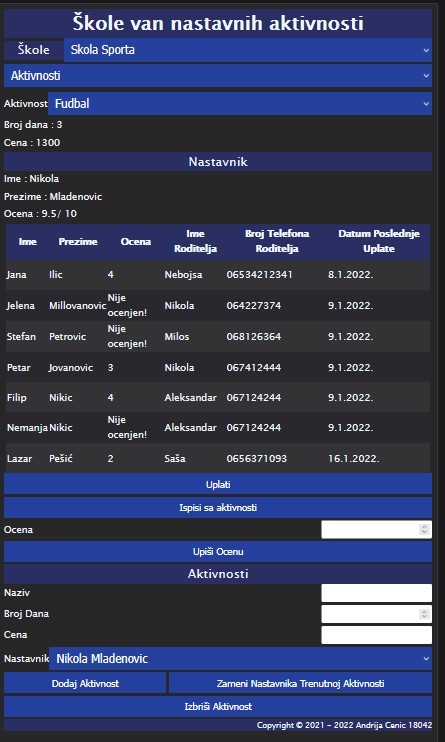 Škole van nastavnih aktivnosti
Škole Skola Sporta
Aktivnosti
Aktivnost Fudbal
Broj dana : 3
Cena : 1300
Nastavnik
Ime : Nikola
Prezime : Mladenovic
Ocena : 9.5/ 10
Ime Prezime Ocena Ime Roditelja Broj Telefona Roditelja Datum Poslednje Uplate
Jana Ilic 4 Nebojsa 06534212341 8.1.2022.
Jelena Millovanovic Nije ocenjen! Nikola 064227374 9.1.2022.
Stefan Petrovic Nije ocenjen! Milos 068126364 9.1.2022.
Petar Jovanovic 3 Nikola 067412444 9.1.2022.
Filip Nikic 4 Aleksandar 067124244 9.1.2022.
Nemanja Nikic Nije ocenjen! Aleksandar 067124244 9.1.2022.
Lazar Pešić 2 Saša 0656371093 16.1.2022.
Uplati
Ispisi sa aktivnosti
Ocena
Upiši Ocenu
Aktivnosti
Naziv
Broj Dana
Cena
Nastavnik Nikola Mladenovic
Dodaj Aktivnost Zameni Nastavnika Trenutnoj Aktivnosti
Izbriši Aktivnost
Copyright © 2021 - 2022 Andrija Cenic 18042